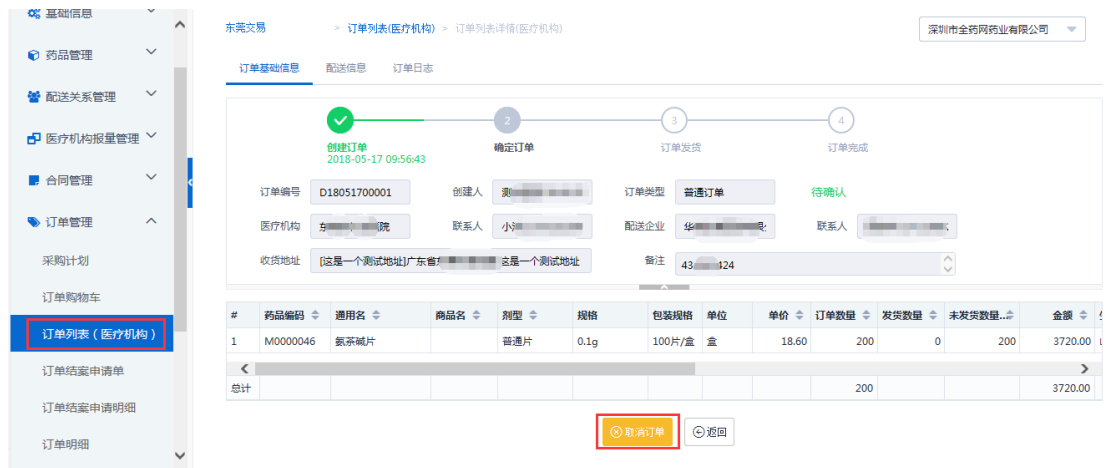 基础信息
药品管理
配送关系管理
医疗机构报量管理
合同管理
订单管理
采购计划
订单购物车
订单列表（医疗机构）
订单结案申请单
订单结案申请明细
订单明细
东莞交易 > 订单列表(医疗机构) > 订单列表详情(医疗机构)
深圳市全药网药业有限公司
订单基础信息 配送信息 订单日志
2 3 4
创建订单 确定订单 订单发货 订单完成
2018-05-17 09:56:43
订单编号 D18051700001 创建人 测 订单类型 普通订单 待确认
医疗机构 院 联系人 小 配送企业 华 联系人
收货地址 [这是一个测试地址]广东省 这是一个测试地址 备注 43 424
# 药品编码 通用名 商品名 剂型 规格 包装规格 单位 单价 订单数量 发货数量 未发货数量... 金额
1 M0000046 氨茶碱片 普通片 0.1g 100片/盒 盒 18.60 200 0 200 3720.00
总计 200 3720.00
取消订单 返回